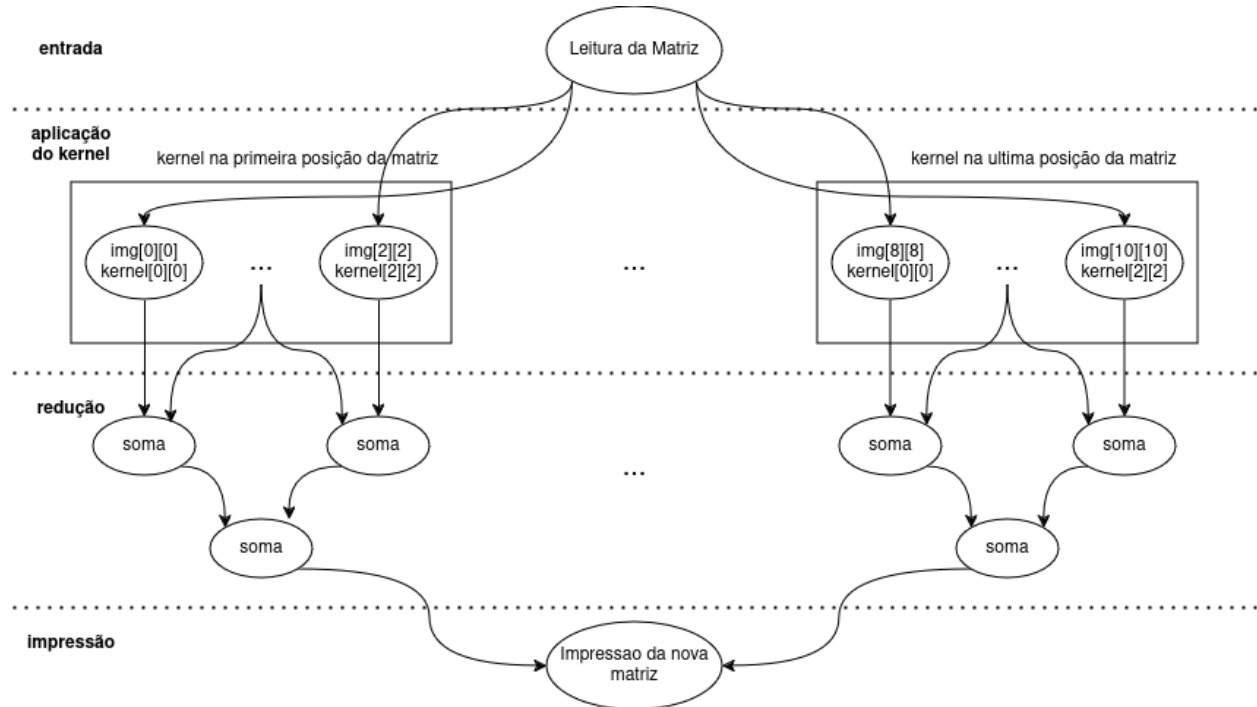 entrada
Leitura da Matriz
aplicação
do kernel
kernel na primeira posição da matriz
kernel na ultima posição da matriz
img[0][0]
kernel[0][0]
...
img[2][2]
kernel[2][2]
...
img[8][8]
kernel[0][0]
...
img[10][10]
kernel[2][2]
redução
soma
soma
...
soma
soma
soma
soma
impressão
Impressao da nova
matriz